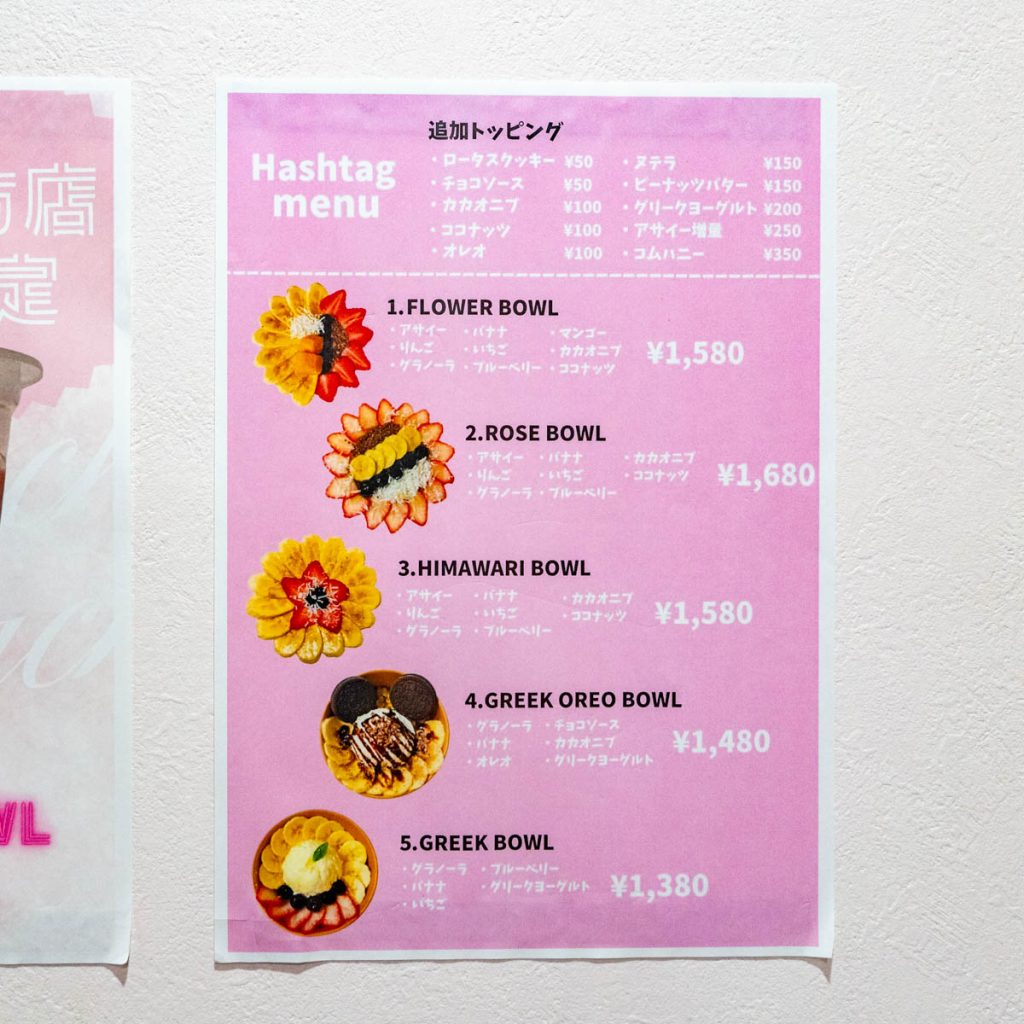 店
定
WL
追加トッピング
Hashtag
menu
・ロータスクッキー ¥50
・チョコソース ¥50
・カカオニブ ¥100
・ココナッツ ¥100
・オレオ ¥100
・ヌテラ ¥150
・ピーナッツバター ¥150
・グリークヨーグルト ¥200
・アサイー増量 ¥250
・コムハニー ¥350
1.FLOWER BOWL
・アサイー ・バナナ ・マンゴー
・りんご ・いちご ・カカオニブ
・グラノーラ ・ブルーベリー ・ココナッツ
¥1,580
2.ROSE BOWL
・アサイー ・バナナ ・カカオニブ
・りんご ・いちご ・ココナッツ
・グラノーラ ・ブルーベリー
¥1,680
3.HIMAWARI BOWL
・アサイー ・バナナ ・カカオニブ
・りんご ・いちご ・ココナッツ
・グラノーラ ・ブルーベリー
¥1,580
4.GREEK OREO BOWL
・グラノーラ ・チョコソース
・バナナ ・カカオニブ
・オレオ ・グリークヨーグルト
¥1,480
5.GREEK BOWL
・グラノーラ ・ブルーベリー
・バナナ ・グリークヨーグルト
・いちご
¥1,380